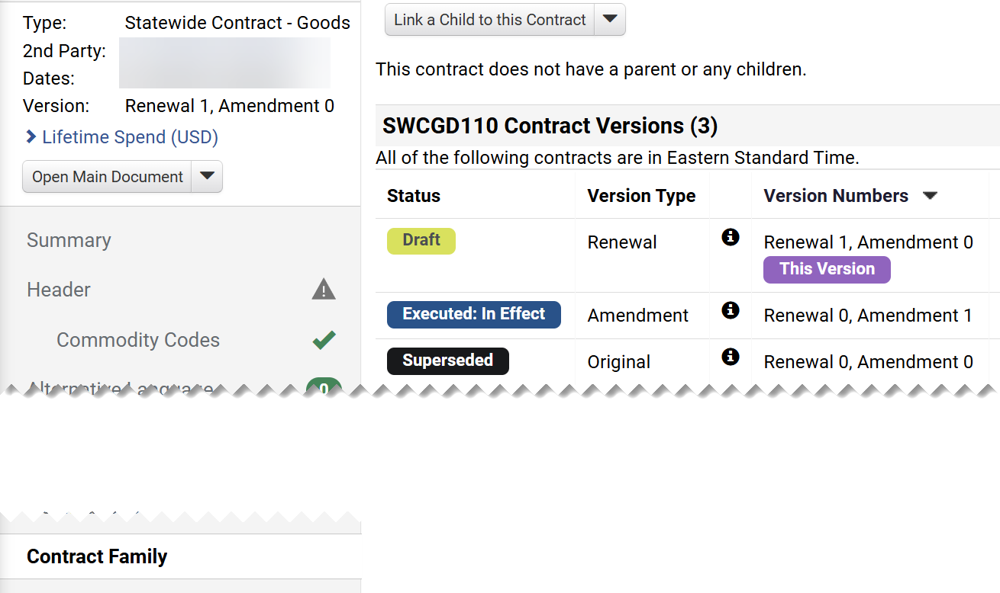 Type: Statewide Contract - Goods
2nd Party:
Dates:
Version: Renewal 1, Amendment 0
Lifetime Spend (USD)
Open Main Document
Summary
Header
Commodity Codes
Alternative Language 0
Contract Family
Link a Child to this Contract
This contract does not have a parent or any children.
SWCGD110 Contract Versions (3)
All of the following contracts are in Eastern Standard Time.
Status Version Type Version Numbers
Draft Renewal Renewal 1, Amendment 0
This Version
Executed: In Effect Amendment Renewal 0, Amendment 1
Superseded Original Renewal 0, Amendment 0